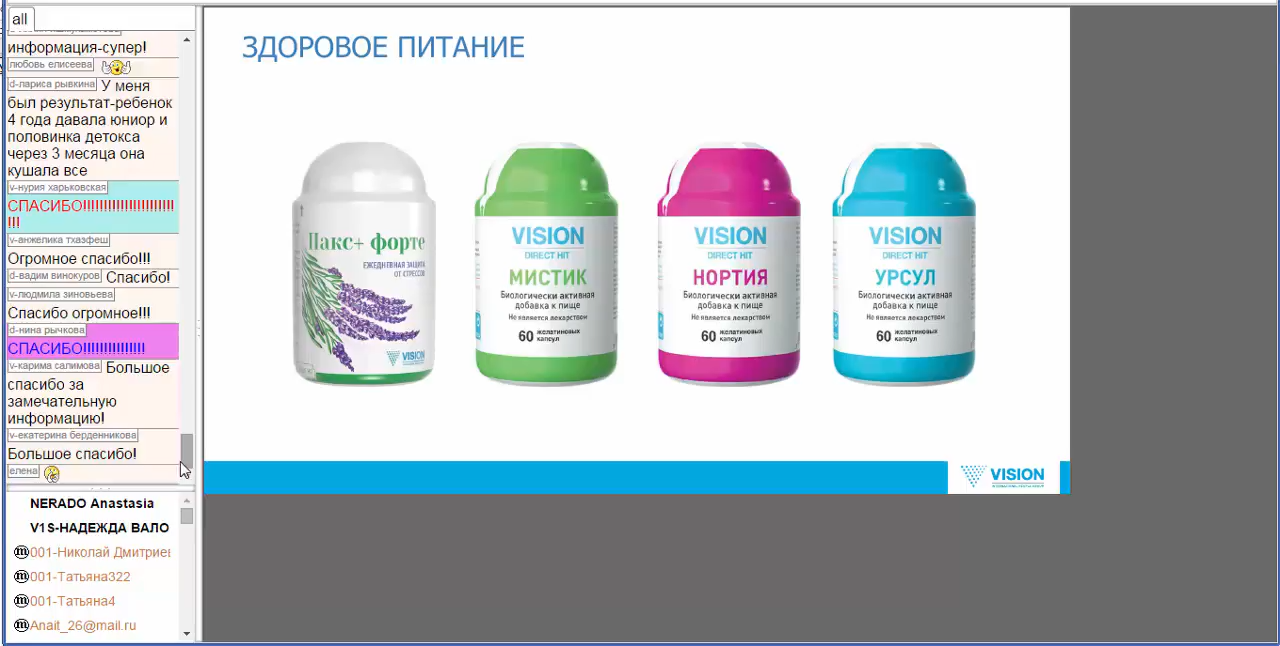 all
информация-супер!
любовь елисеева
d-лариса рывкина У меня
был результат-ребенок
4 года давала юниор и
половинка детокса
через 3 месяца она
кушала все
v-нурия харьковская
СПАСИБО!!!!!!!!!!!!!!!!!!!!!!
!!!
v-анжелика тхазфеш
Огромное спасибо!!!
d-вадим винокуров Спасибо!
v-людмила зиновьева
Спасибо огромное!!!
d-нина рычкова
СПАСИБО!!!!!!!!!!!!!!!
v-карима салимова Большое
спасибо за
замечательную
информацию!
v-екатерина берденникова
Большое спасибо!
елена
NERADO Anastasia
V1S-НАДЕЖДА ВАЛО
001-Николай Дмитриев
001-Татьяна322
001-Татьяна4
Anait_26@mail.ru
ЗДОРОВОЕ ПИТАНИЕ
Пакс+ форте
ЕЖЕДНЕВНАЯ ЗАЩИТА
ОТ СТРЕССОВ
VISION
VISION
DIRECT HIT
МИСТИК
Биологически активная
добавка к пище
Не является лекарством
60 желатиновых
капсул
VISION
DIRECT HIT
НОРТИЯ
Биологически активная
добавка к пище
Не является лекарством
60 желатиновых
капсул
VISION
DIRECT HIT
УРСУЛ
Биологически активная
добавка к пище
Не является лекарством
60 желатиновых
капсул
VISION